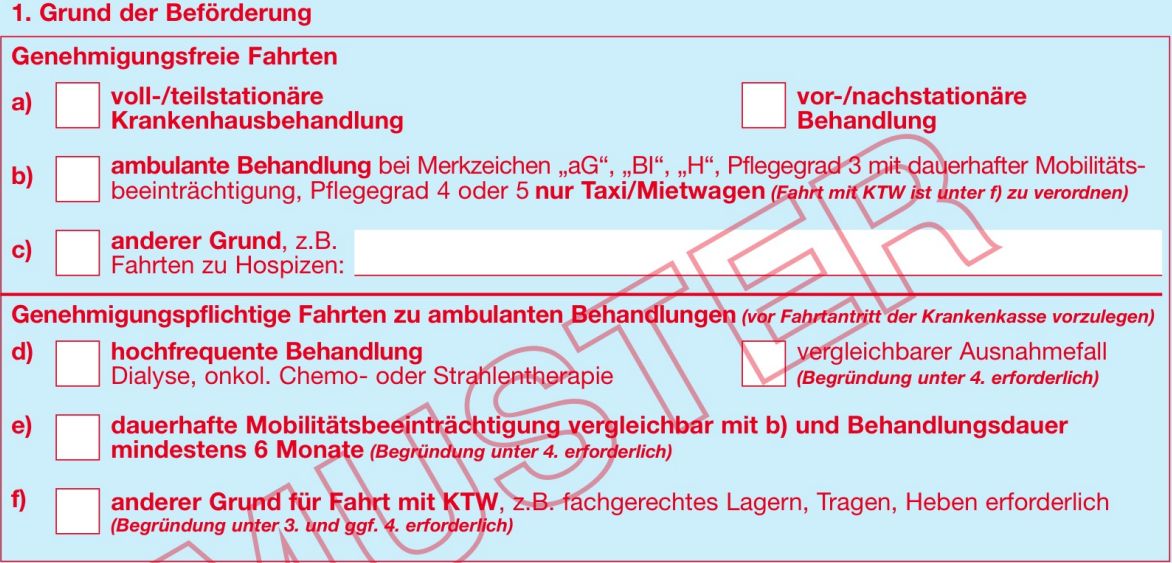 1. Grund der Beförderung
Genehmigungsfreie Fahrten
a) voll-/teilstationäre
Krankenhausbehandlung
vor-/nachstationäre
Behandlung
b) ambulante Behandlung bei Merkzeichen „aG“, „Bl“, „H“, Pflegegrad 3 mit dauerhafter Mobilitäts-
beeinträchtigung, Pflegegrad 4 oder 5 nur Taxi/Mietwagen (Fahrt mit KTW ist unter f) zu verordnen)
c) anderer Grund, z.B.
Fahrten zu Hospizen:
Genehmigungspflichtige Fahrten zu ambulanten Behandlungen (vor Fahrtantritt der Krankenkasse vorzulegen)
d) hochfrequente Behandlung
Dialyse, onkol. Chemo- oder Strahlentherapie
vergleichbarer Ausnahmefall
(Begründung unter 4. erforderlich)
e) dauerhafte Mobilitätsbeeinträchtigung vergleichbar mit b) und Behandlungsdauer
mindestens 6 Monate (Begründung unter 4. erforderlich)
f) anderer Grund für Fahrt mit KTW, z.B. fachgerechtes Lagern, Tragen, Heben erforderlich
(Begründung unter 3. und ggf. 4. erforderlich)
MUSTER